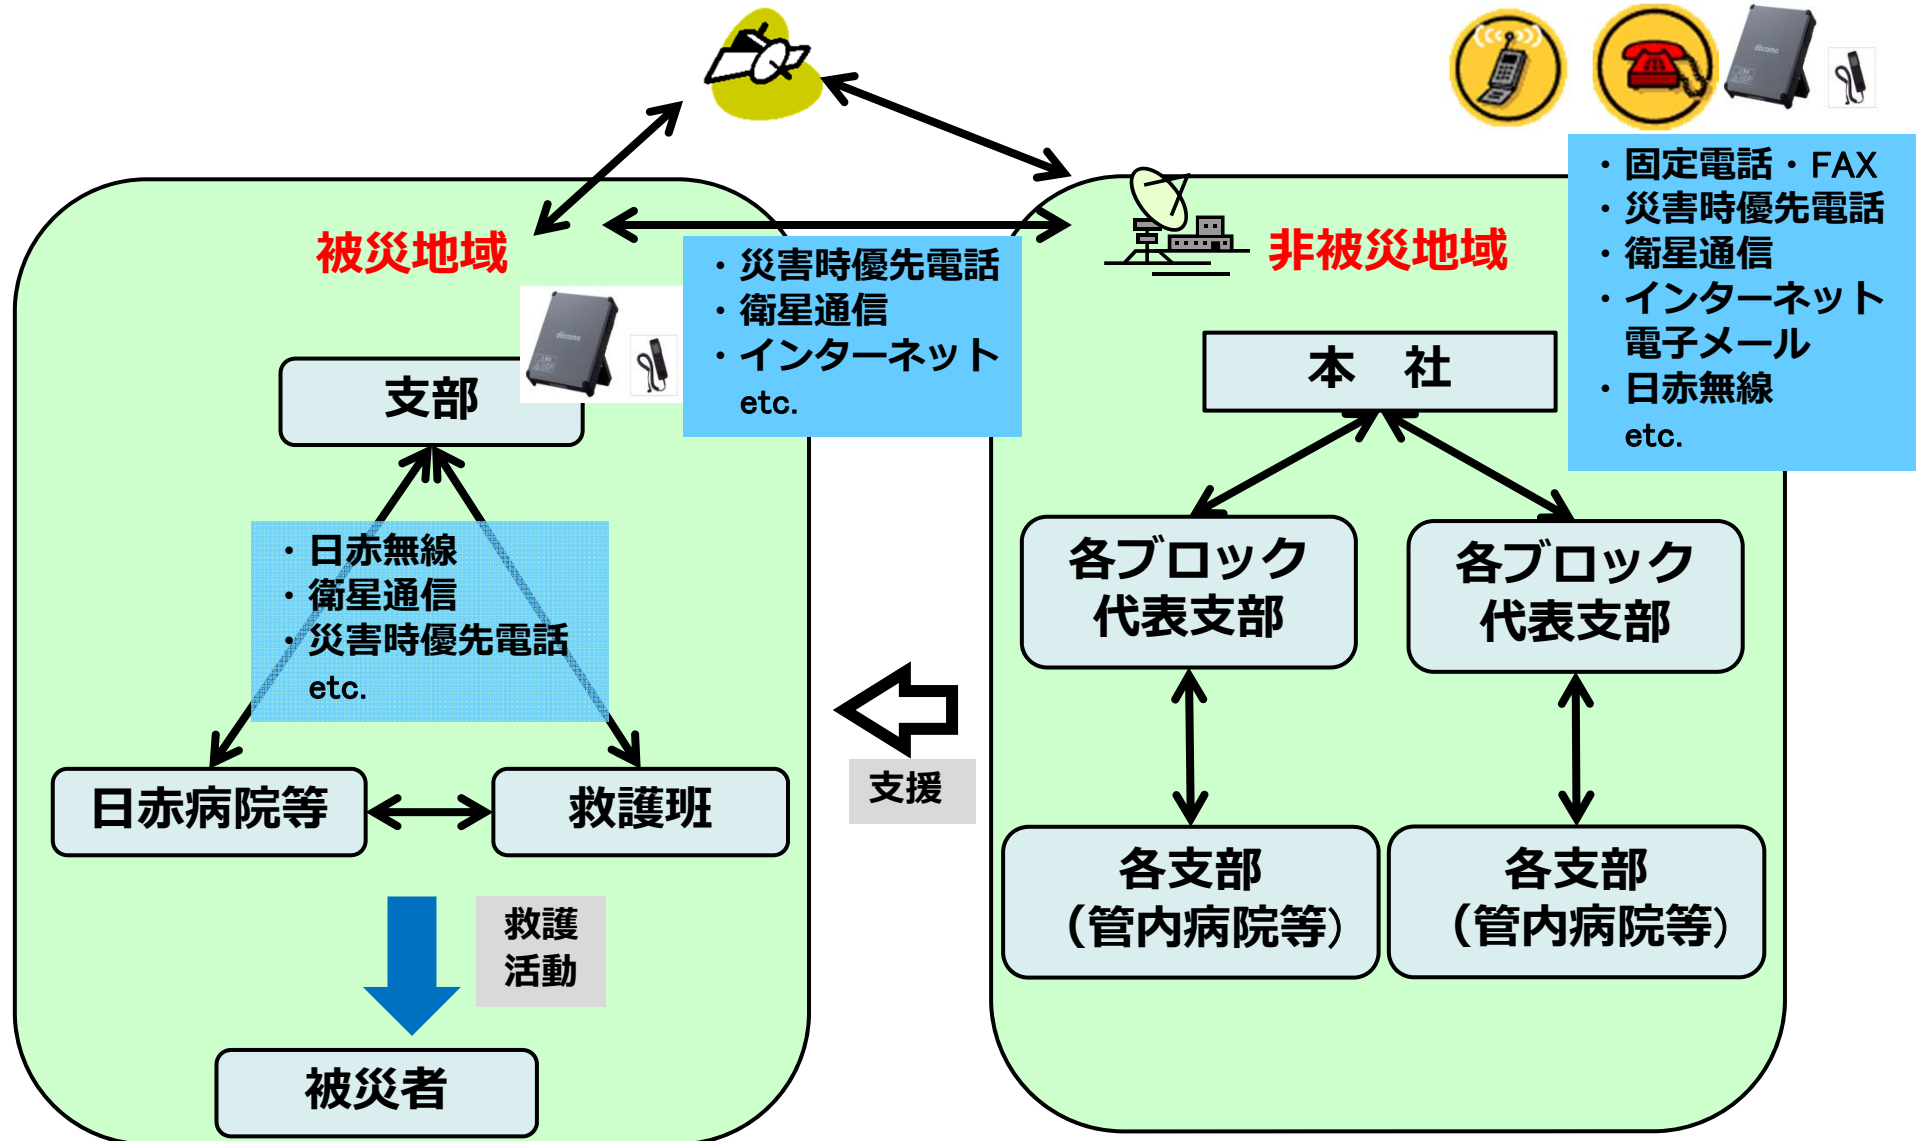 ・固定電話・FAX
・災害時優先電話
・衛星通信
・インターネット
電子メール
・日赤無線
etc.
被災地域
・災害時優先電話
・衛星通信
・インターネット
etc.
非被災地域
docomo
docomo
支部
本 社
・日赤無線
・衛星通信
・災害時優先電話
etc.
各ブロック
代表支部
各ブロック
代表支部
日赤病院等
救護班
支援
各支部
（管内病院等）
各支部
（管内病院等）
救護
活動
被災者